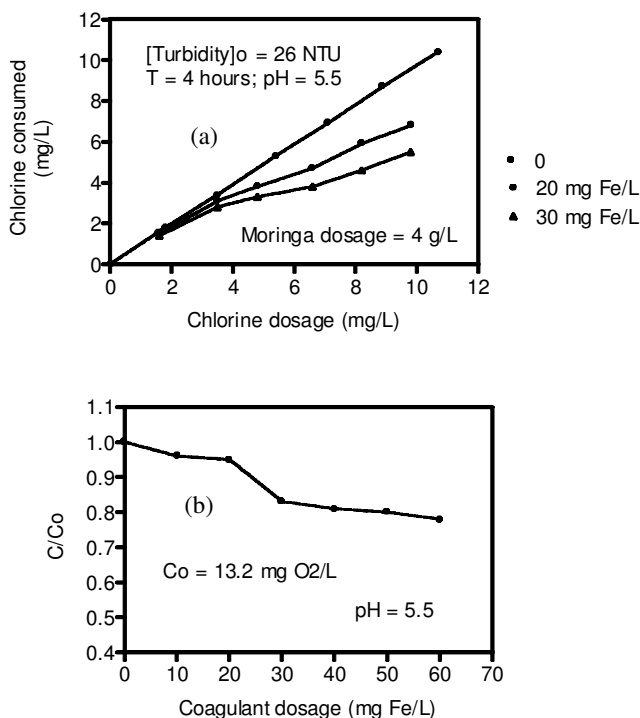 12
10
8
6
4
2
0
Chlorine consumed
(mg/L)
[Turbidity]o = 26 NTU
T = 4 hours; pH = 5.5
(a)
Moringa dosage = 4 g/L
0 2 4 6 8 10 12
Chlorine dosage (mg/L)
0
20 mg Fe/L
30 mg Fe/L
1.1
1.0
0.9
0.8
0.7
0.6
0.5
0.4
C/Co
(b)
Co = 13.2 mg O2/L
pH = 5.5
0 10 20 30 40 50 60 70
Coagulant dosage (mg Fe/L)